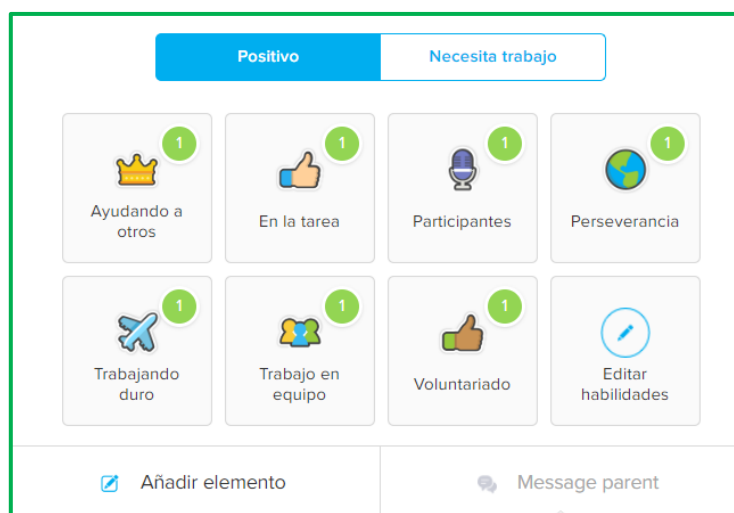 Positivo
Necesita trabajo
1
1
1
1
Ayudando a
otros
En la tarea
Participantes
Perseverancia
1
1
1
Trabajando
duro
Trabajo en
equipo
Voluntariado
Editar
habilidades
Añadir elemento
Message parent